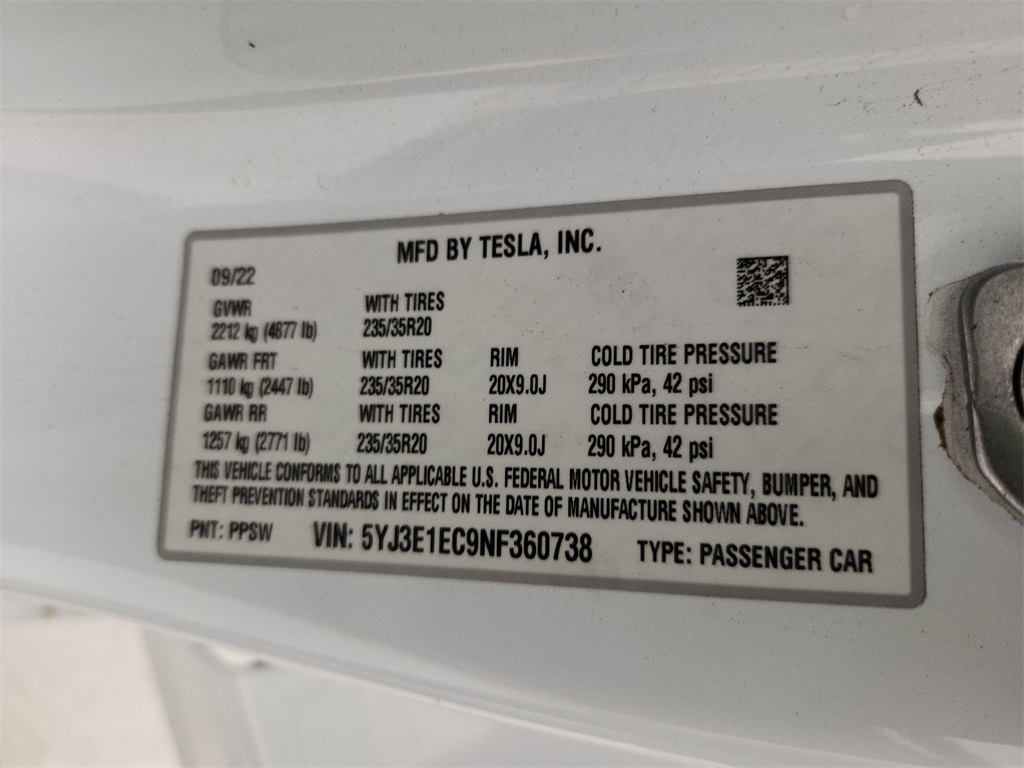 MFD BY TESLA, INC.
09/22
GVWR WITH TIRES
2212 kg (4877 lb) 235/35R20
GAWR FRT WITH TIRES RIM COLD TIRE PRESSURE
1110 kg (2447 lb) 235/35R20 20X9.0J 290 kPa, 42 psi
GAWR RR WITH TIRES RIM COLD TIRE PRESSURE
1257 kg (2771 lb) 235/35R20 20X9.0J 290 kPa, 42 psi
THIS VEHICLE CONFORMS TO ALL APPLICABLE U.S. FEDERAL MOTOR VEHICLE SAFETY, BUMPER, AND
THEFT PREVENTION STANDARDS IN EFFECT ON THE DATE OF MANUFACTURE SHOWN ABOVE.
PNT: PPSW VIN: 5YJ3E1EC9NF360738 TYPE: PASSENGER CAR